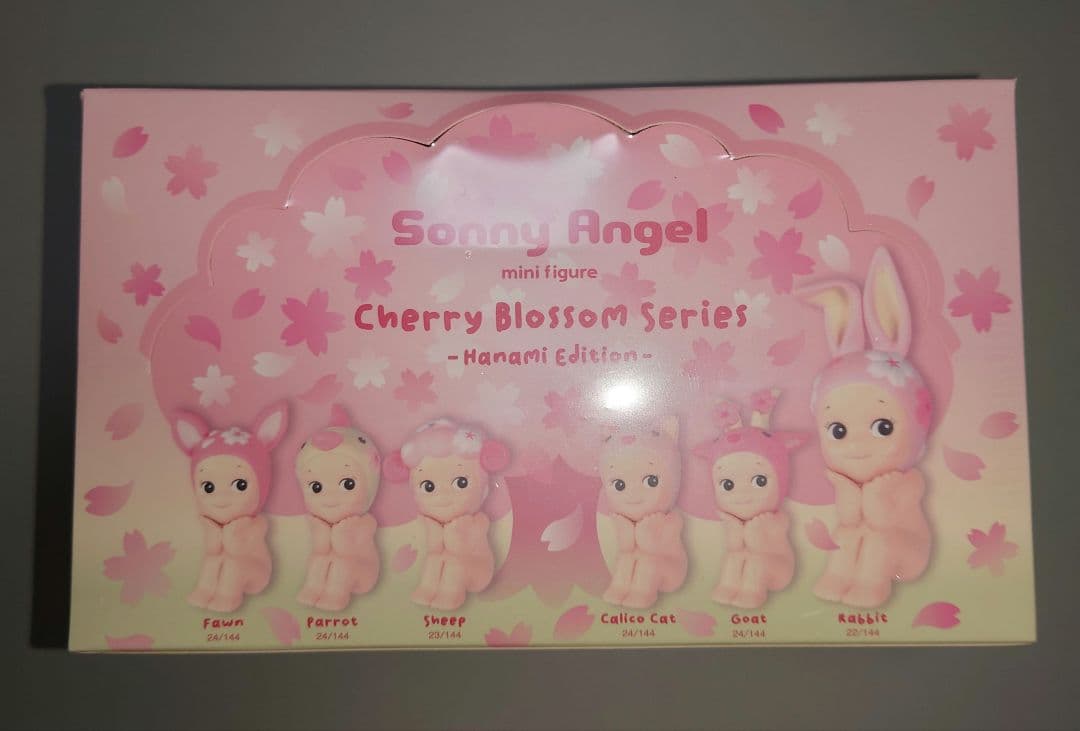 Sonny Angel
mini figure
Cherry Blossom Series
- Hanami Edition -
Fawn
24/144
Parrot
24/144
Sheep
23/144
Calico Cat
24/144
Goat
24/144
Rabbit
22/144